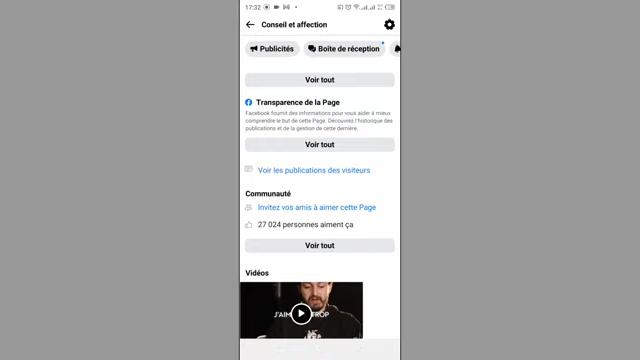 17:32
Conseil et affection
Publicités
Boîte de réception
Voir tout
Transparence de la Page
Facebook fournit des informations pour vous aider à mieux
comprendre le but de cette Page. Découvrez l'historique des
publications et de la gestion de cette dernière.
Voir tout
Voir les publications des visiteurs
Communauté
Invitez vos amis à aimer cette Page
27 024 personnes aiment ça
Voir tout
Vidéos
J'AIM TROP